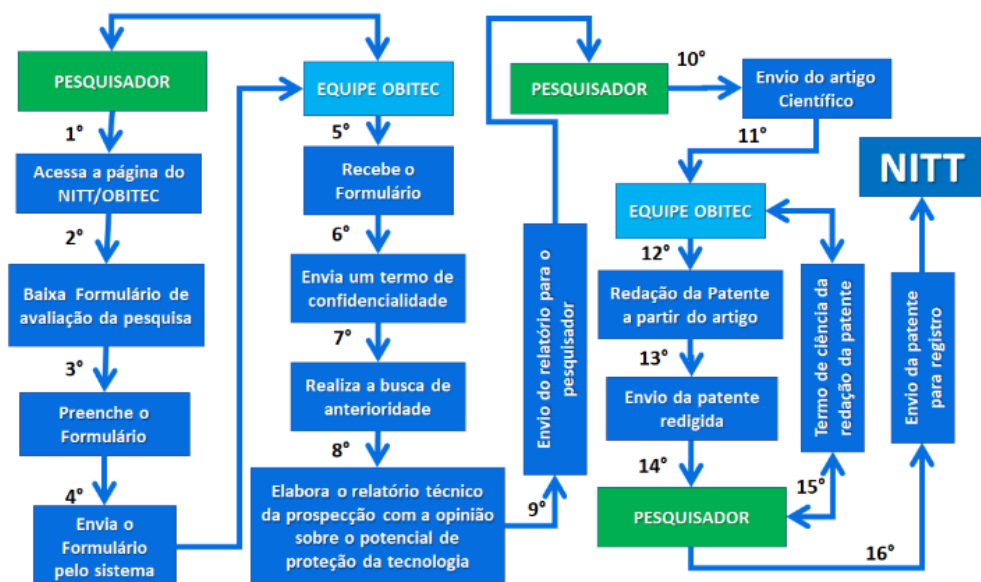 PESQUISADOR
1°
Acessa a página do
NITT/OBITEC
2°
Baixa Formulário de
avaliação da pesquisa
3°
Preenche o
Formulário
4°
Envia o
Formulário
pelo sistema
EQUIPE OBITEC
5°
Recebe o
Formulário
6°
Envia um termo de
confidencialidade
7°
Realiza a busca de
anterioridade
8°
Elabora o relatório técnico
da prospecção com a opinião
sobre o potencial de
proteção da tecnologia
9°
Envio do relatório para o
pesquisador
PESQUISADOR
10°
Envio do artigo
Científico
11°
EQUIPE OBITEC
12°
Redação da Patente
a partir do artigo
13°
Envio da patente
redigida
14°
PESQUISADOR
15°
Termo de ciência da
redação da patente
16°
Envio da patente
para registro
NITT